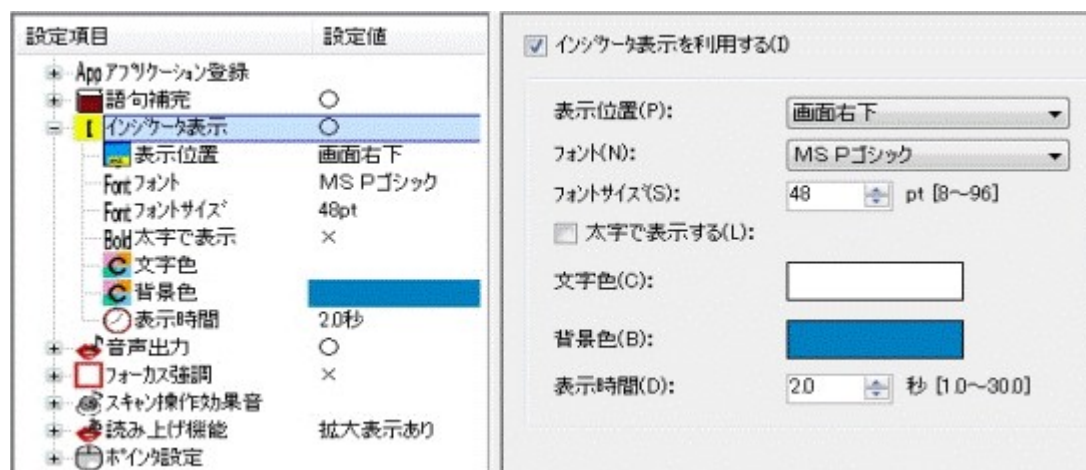 設定項目 設定値
App アプリケーション登録
語句補完 ○
I インジケータ表示 ○
表示位置 画面右下
Font フォント MS Pゴシック
Font フォントサイズ 48pt
Bold 太字で表示 ×
C 文字色
C 背景色
表示時間 2.0秒
音声出力 ○
フォーカス強調 ×
スキャン操作効果音
読み上げ機能 拡大表示あり
ポインタ設定
インジケータ表示を利用する(I)
表示位置(P): 画面右下
フォント(N): MS Pゴシック
フォントサイズ(S): 48 pt [8～96]
太字で表示する(L):
文字色(C):
背景色(B):
表示時間(D): 2.0 秒 [1.0～30.0]